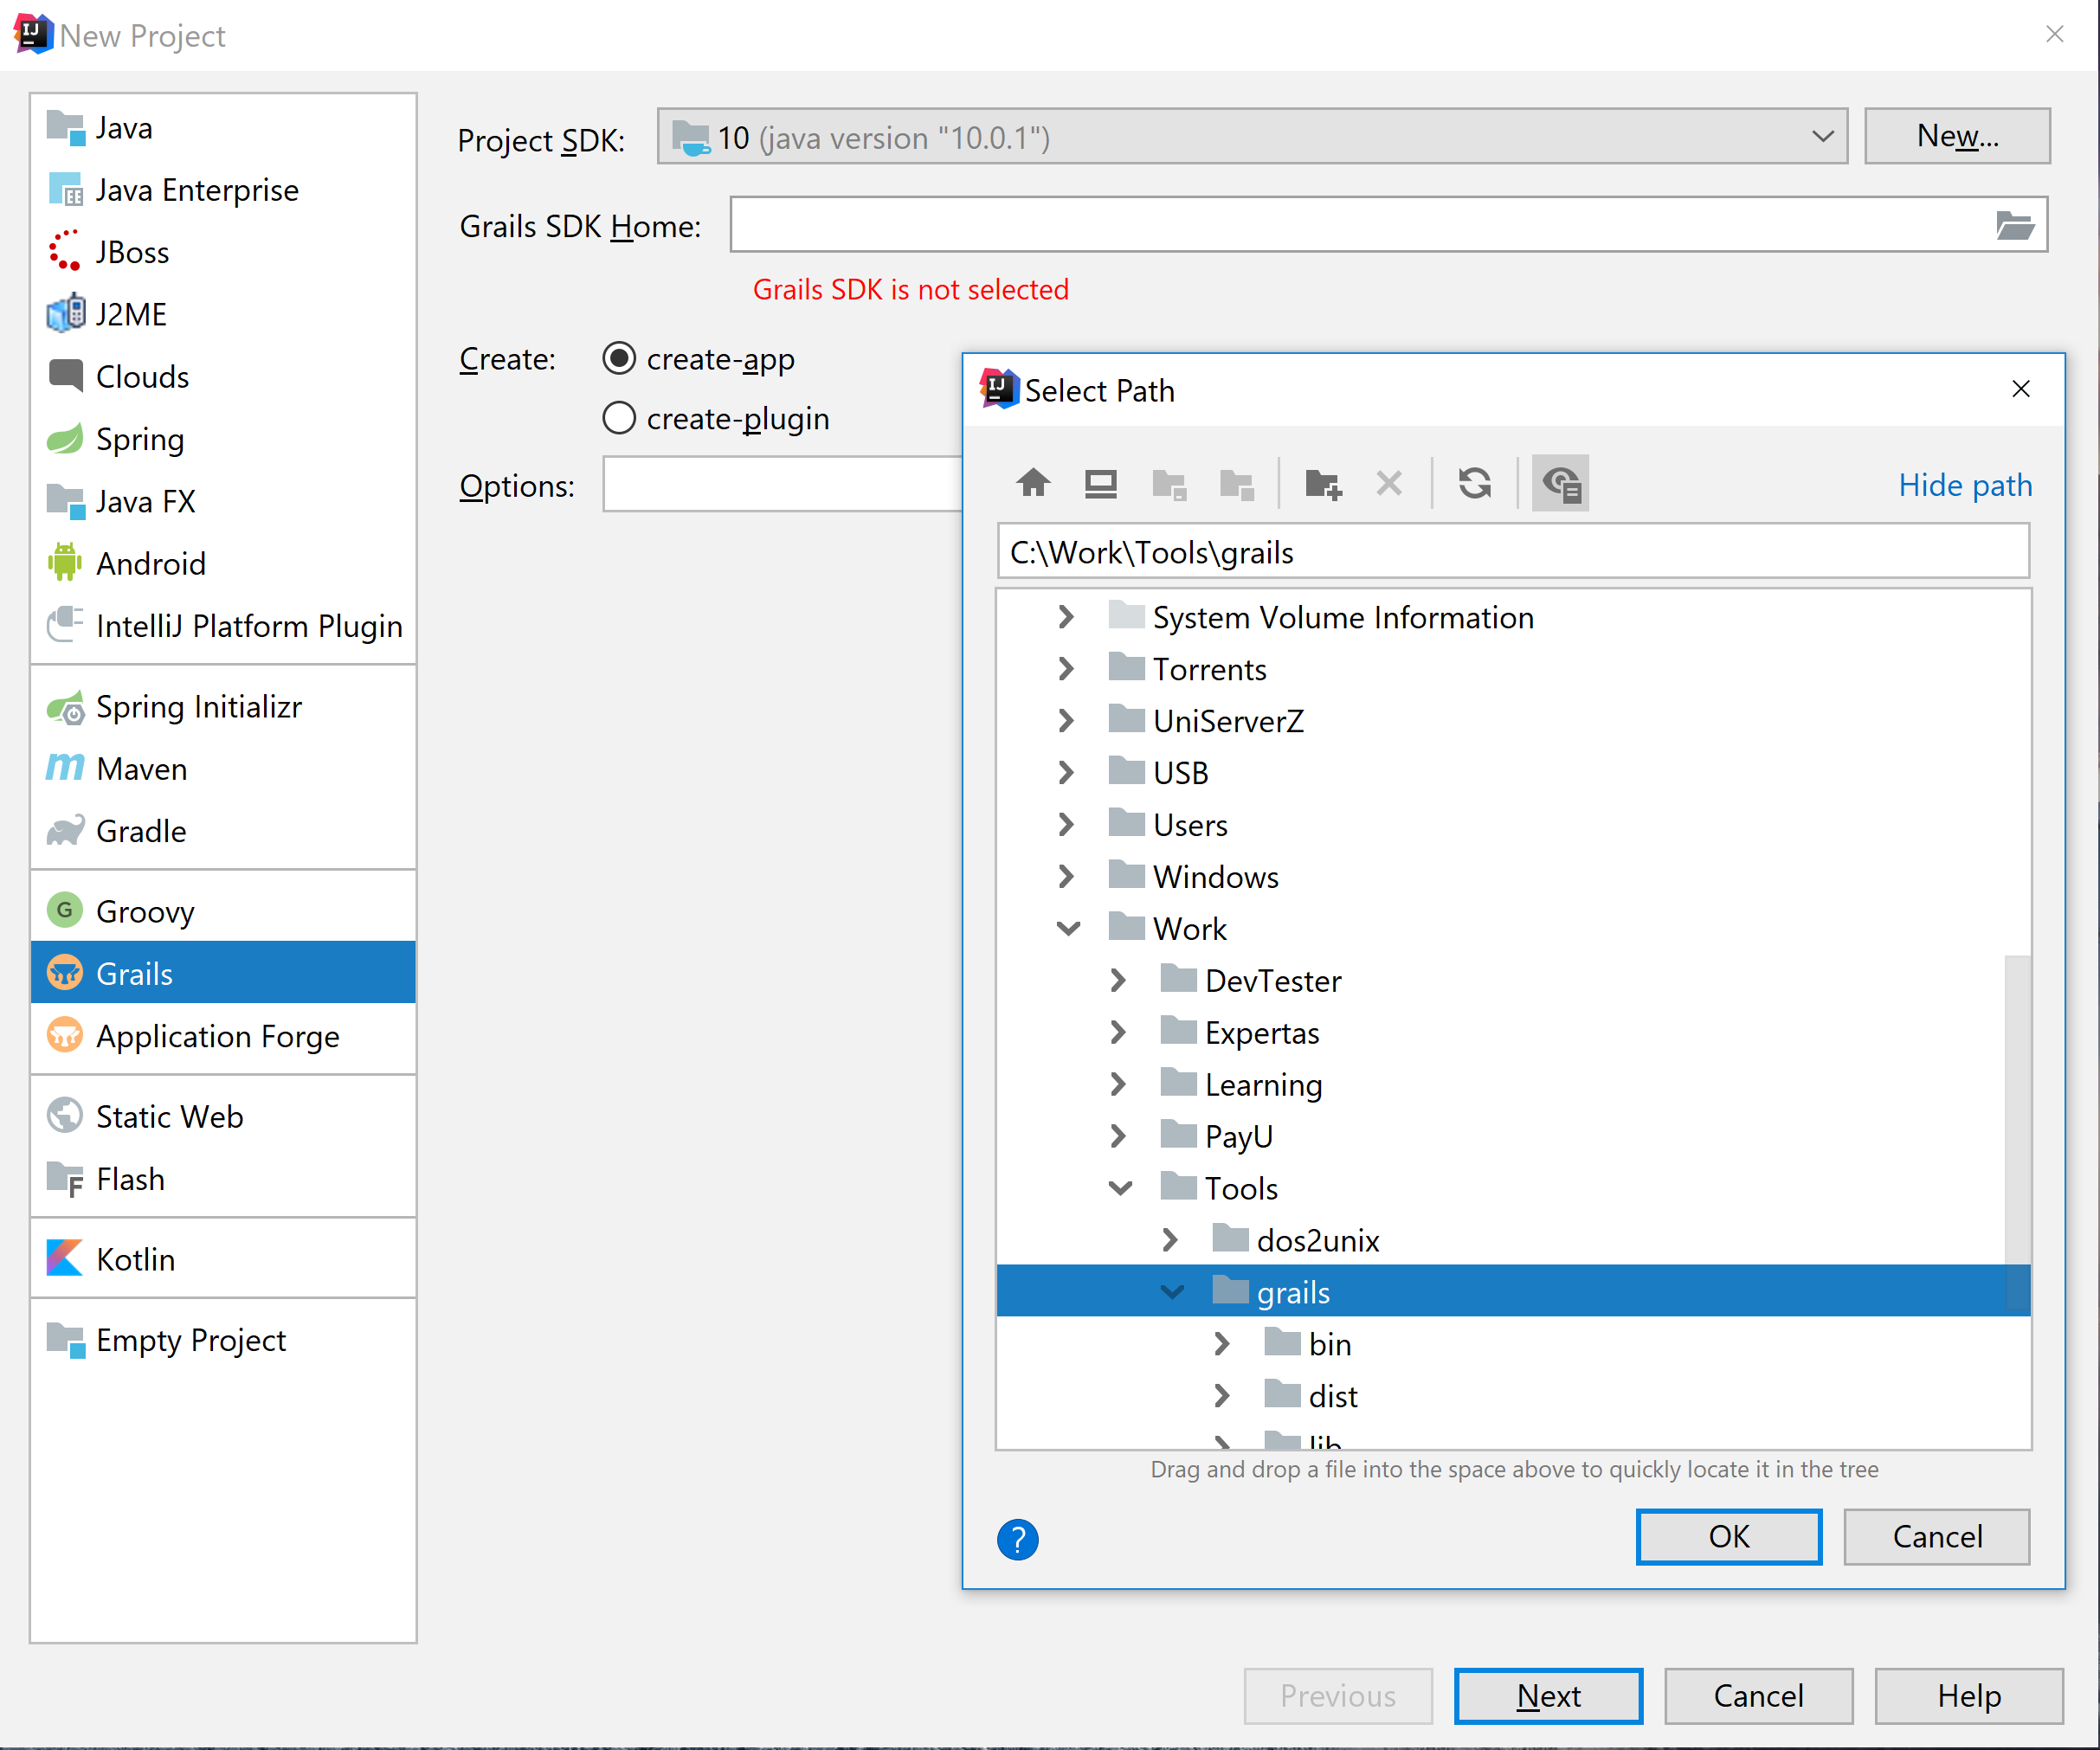 New Project
Java
Java Enterprise
JBoss
J2ME
Clouds
Spring
Java FX
Android
IntelliJ Platform Plugin
Spring Initializr
Maven
Gradle
Groovy
Grails
Application Forge
Static Web
Flash
Kotlin
Empty Project
Project SDK: 10 (java version "10.0.1") New...
Grails SDK Home:
Grails SDK is not selected
Create: create-app
create-plugin
Options:
Select Path
Hide path
C:\Work\Tools\grails
System Volume Information
Torrents
UniServerZ
USB
Users
Windows
Work
DevTester
Expertas
Learning
PayU
Tools
dos2unix
grails
bin
dist
lib
Drag and drop a file into the space above to quickly locate it in the tree
? OK Cancel
Previous Next Cancel Help